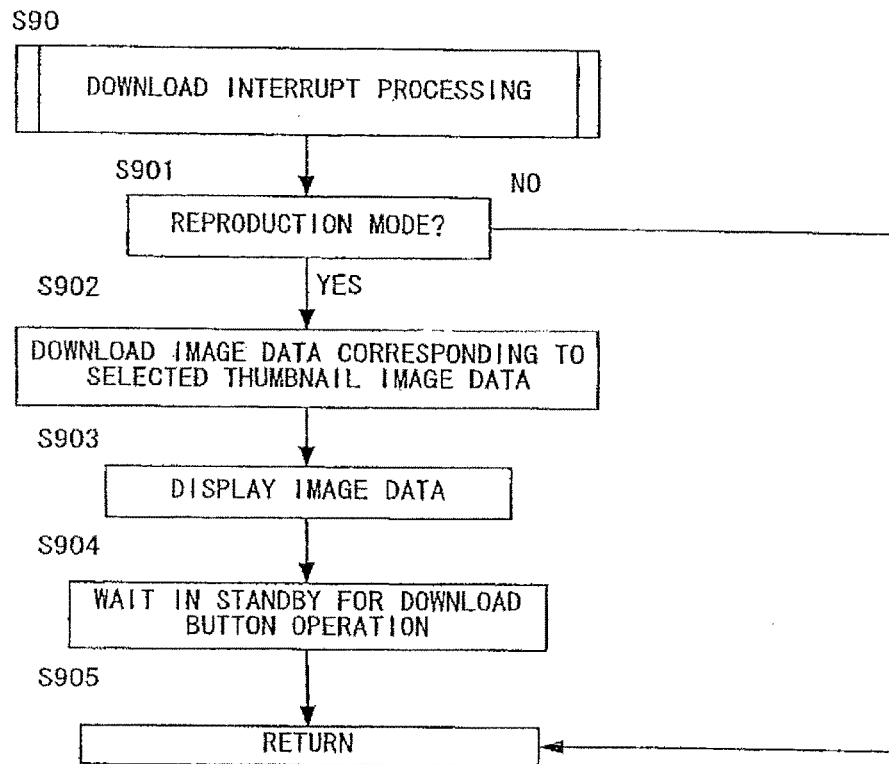 S90
DOWNLOAD INTERRUPT PROCESSING
S901
NO
REPRODUCTION MODE?
S902
YES
DOWNLOAD IMAGE DATA CORRESPONDING TO
SELECTED THUMBNAIL IMAGE DATA
S903
DISPLAY IMAGE DATA
S904
WAIT IN STANDBY FOR DOWNLOAD
BUTTON OPERATION
S905
RETURN